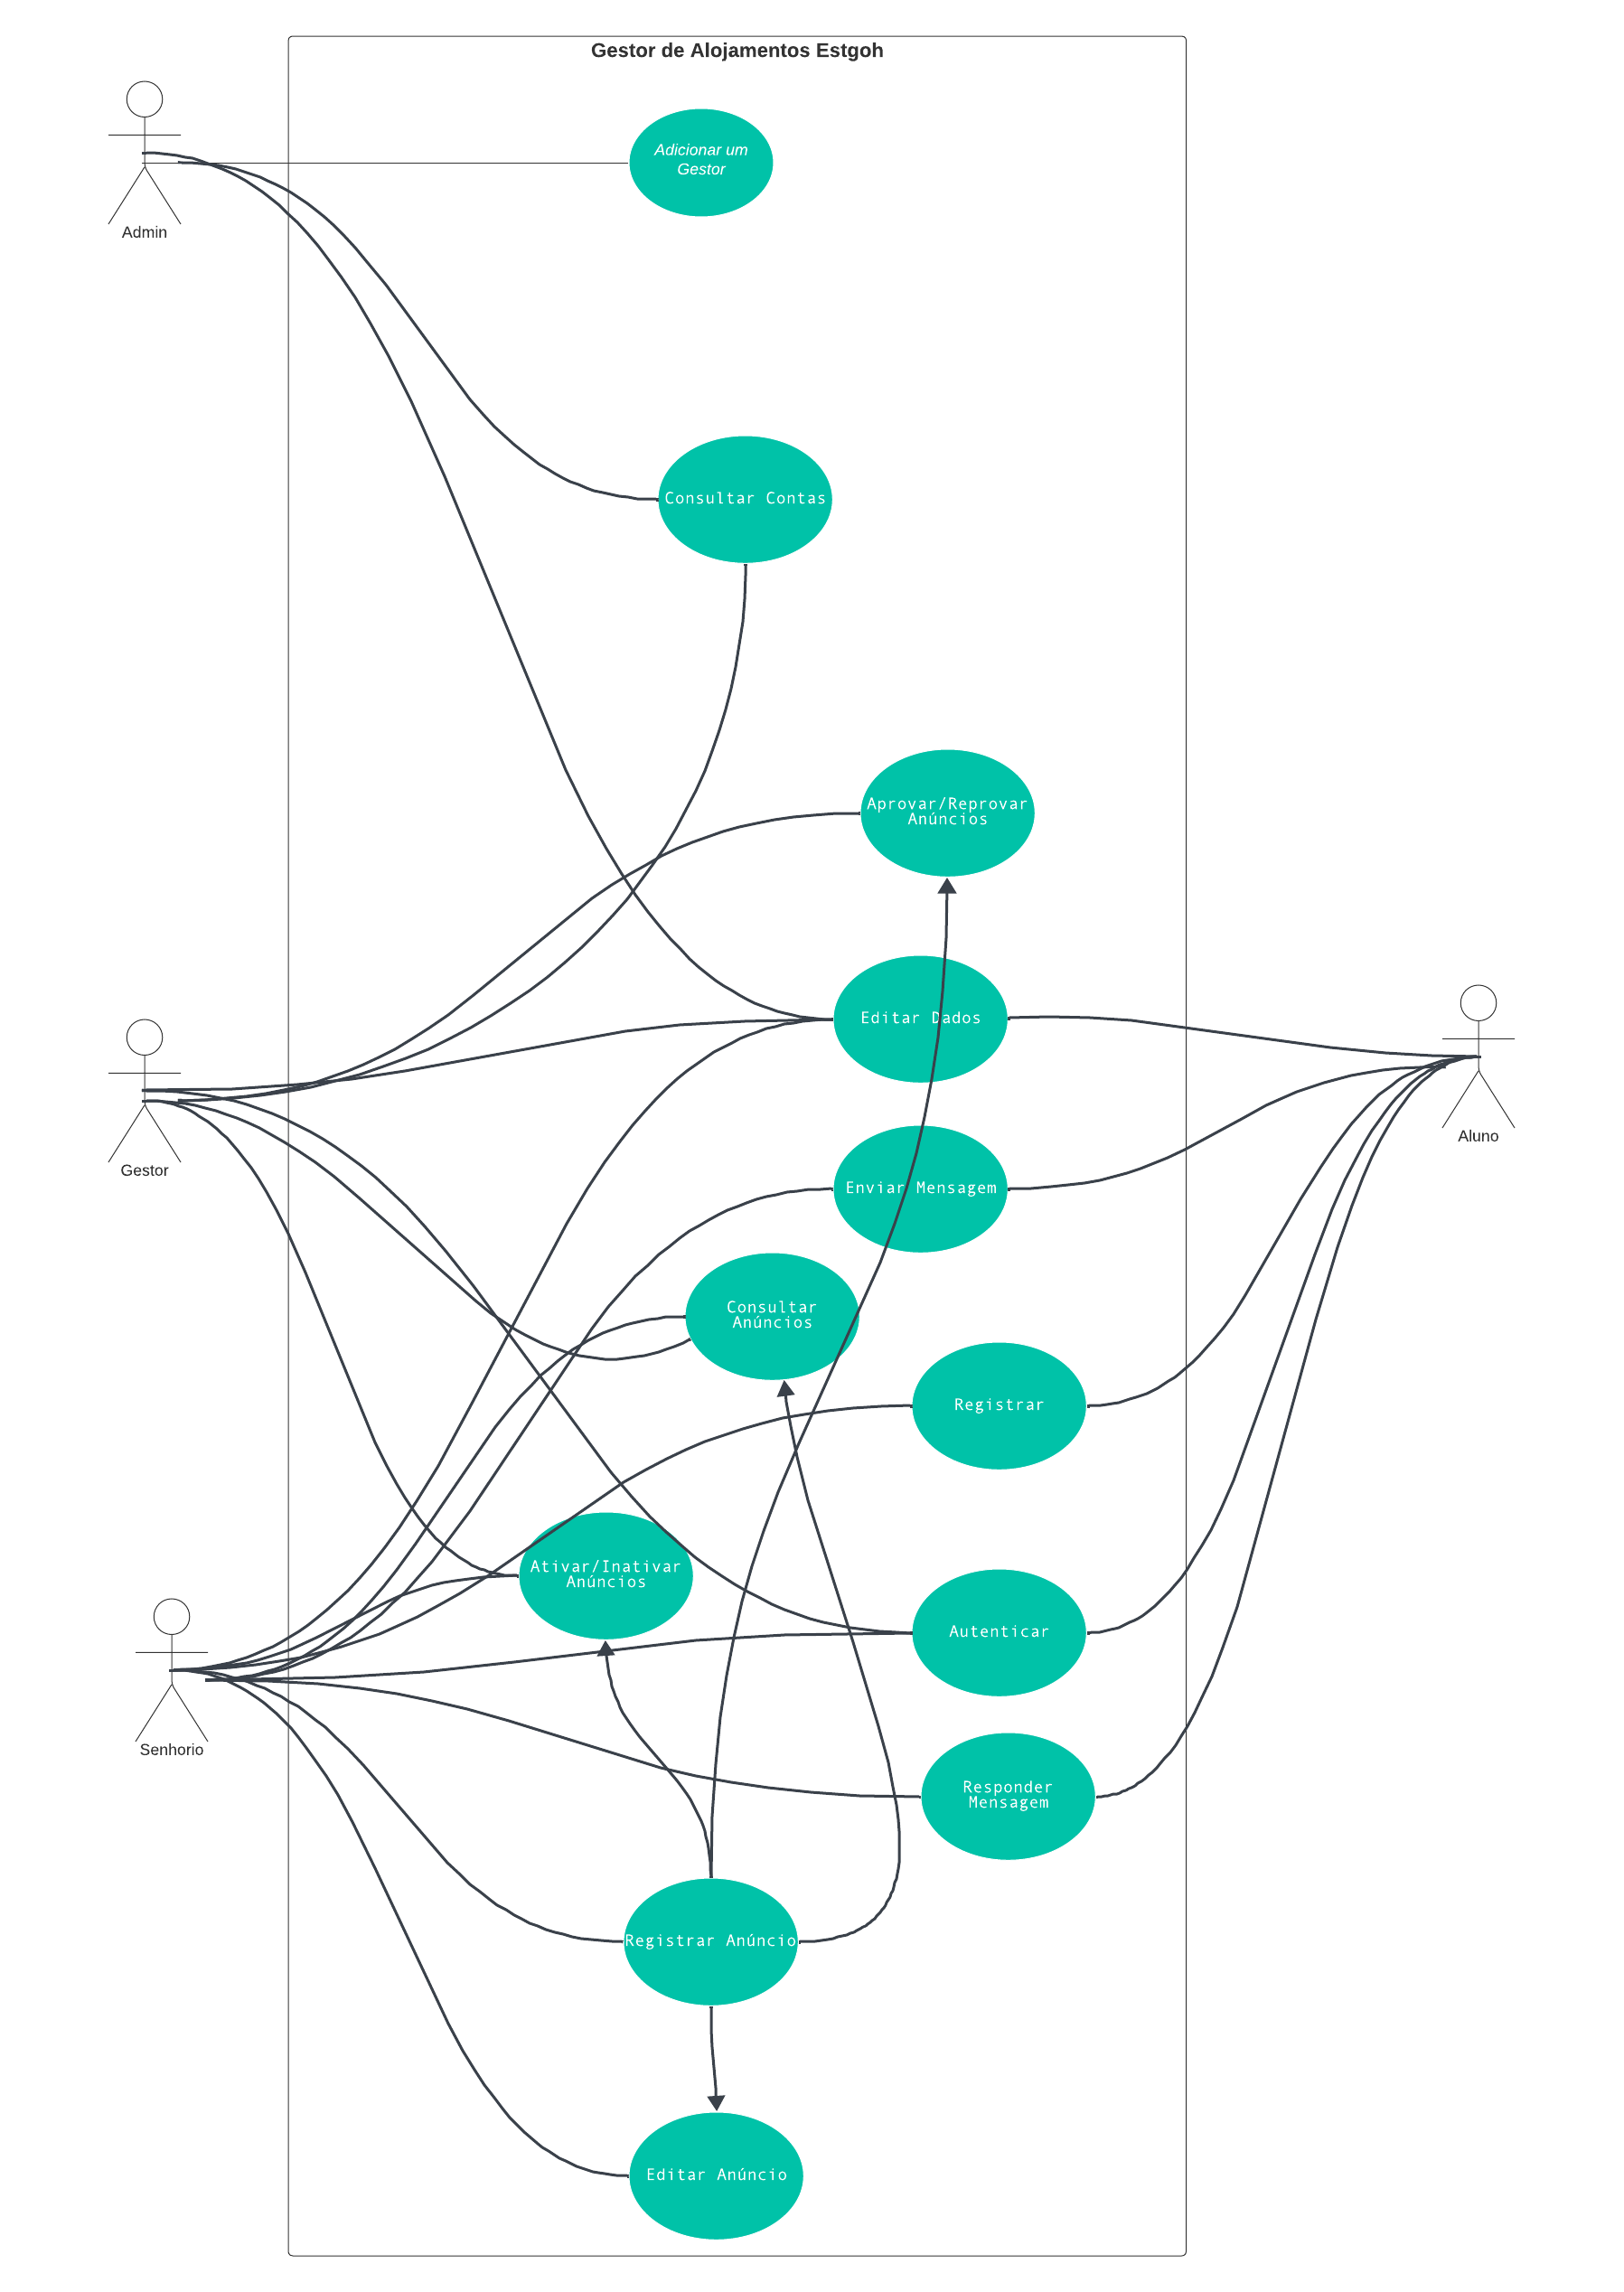 Gestor de Alojamentos Estgoh
Adicionar um
Gestor
Admin
Consultar Contas
Aprovar/Reprovar
Anúncios
Editar Dados
Aluno
Gestor
Enviar Mensagem
Consultar
Anúncios
Registrar
Ativar/Inativar
Anúncios
Autenticar
Senhorio
Responder
Mensagem
Registrar Anúncio
Editar Anúncio